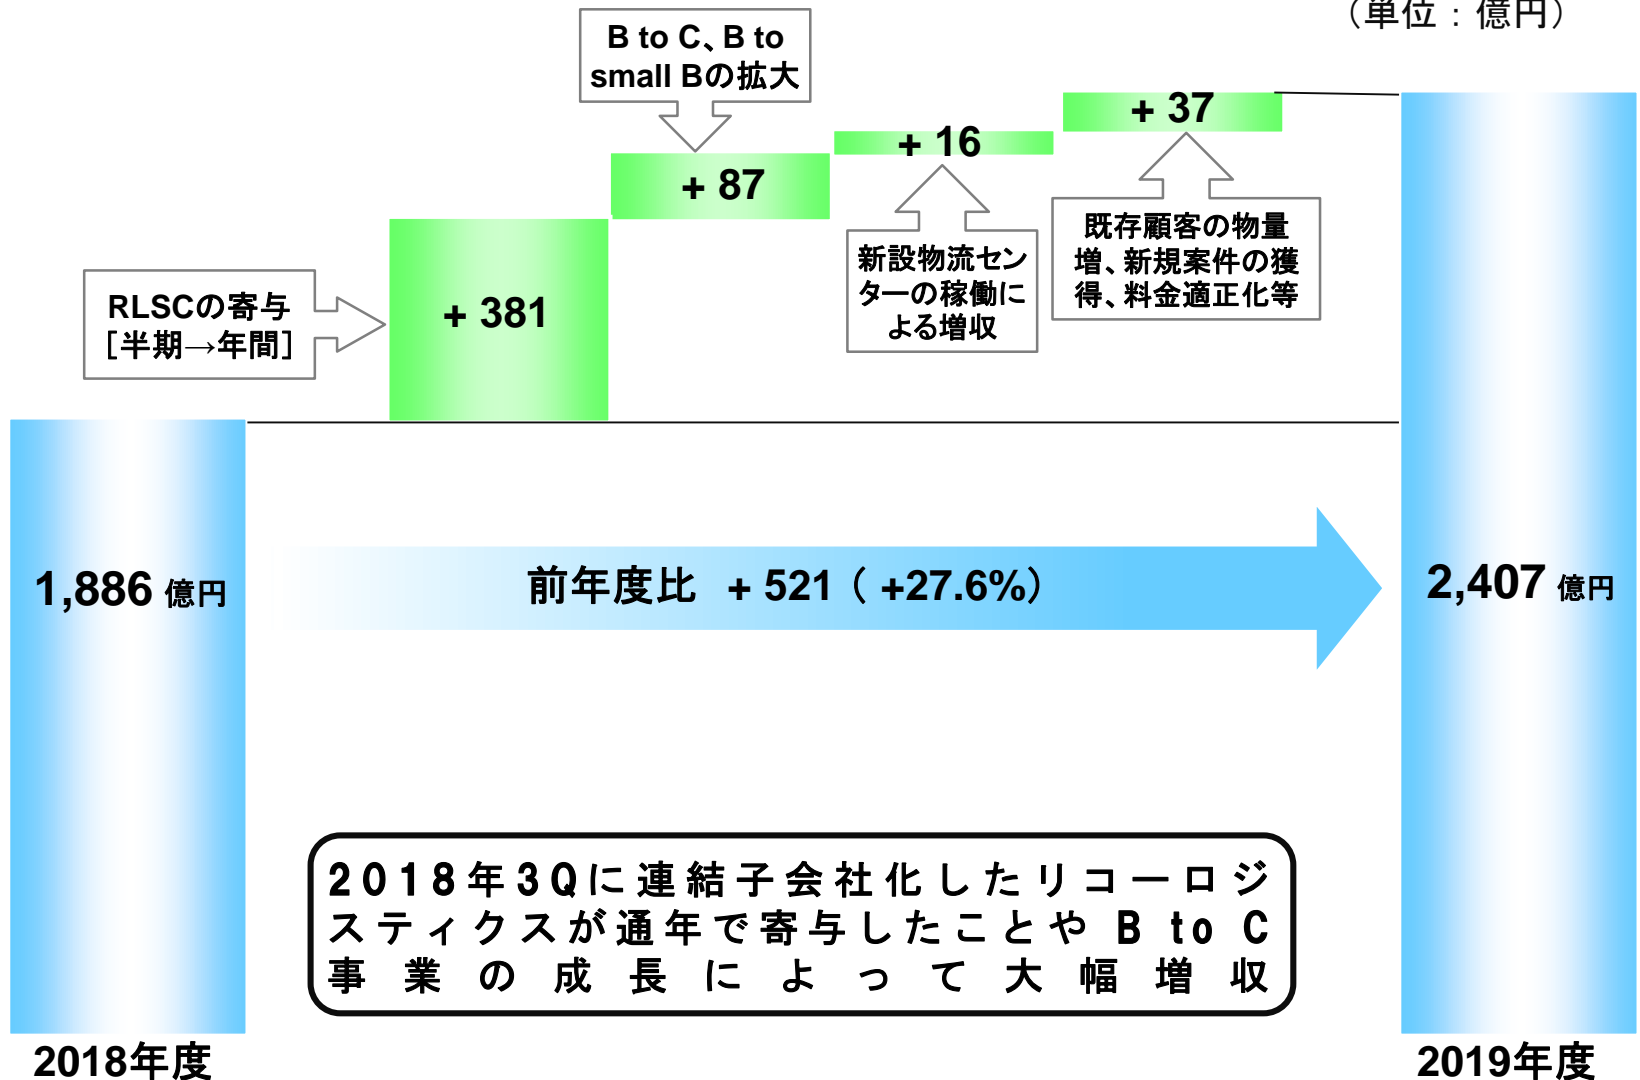 （単位：億円）
B to C、B to
small Bの拡大
+ 37
+ 16
+ 87
既存顧客の物量
増、新規案件の獲
得、料金適正化等
新設物流セン
ターの稼働に
よる増収
RLSCの寄与
［半期→年間］
+ 381
1,886 億円
前年度比 + 521（ +27.6%）
2,407 億円
2018年3Qに連結子会社化したリコーロジ
スティクスが通年で寄与したことや B to C
事業の成長によって大幅増収
2018年度
2019年度